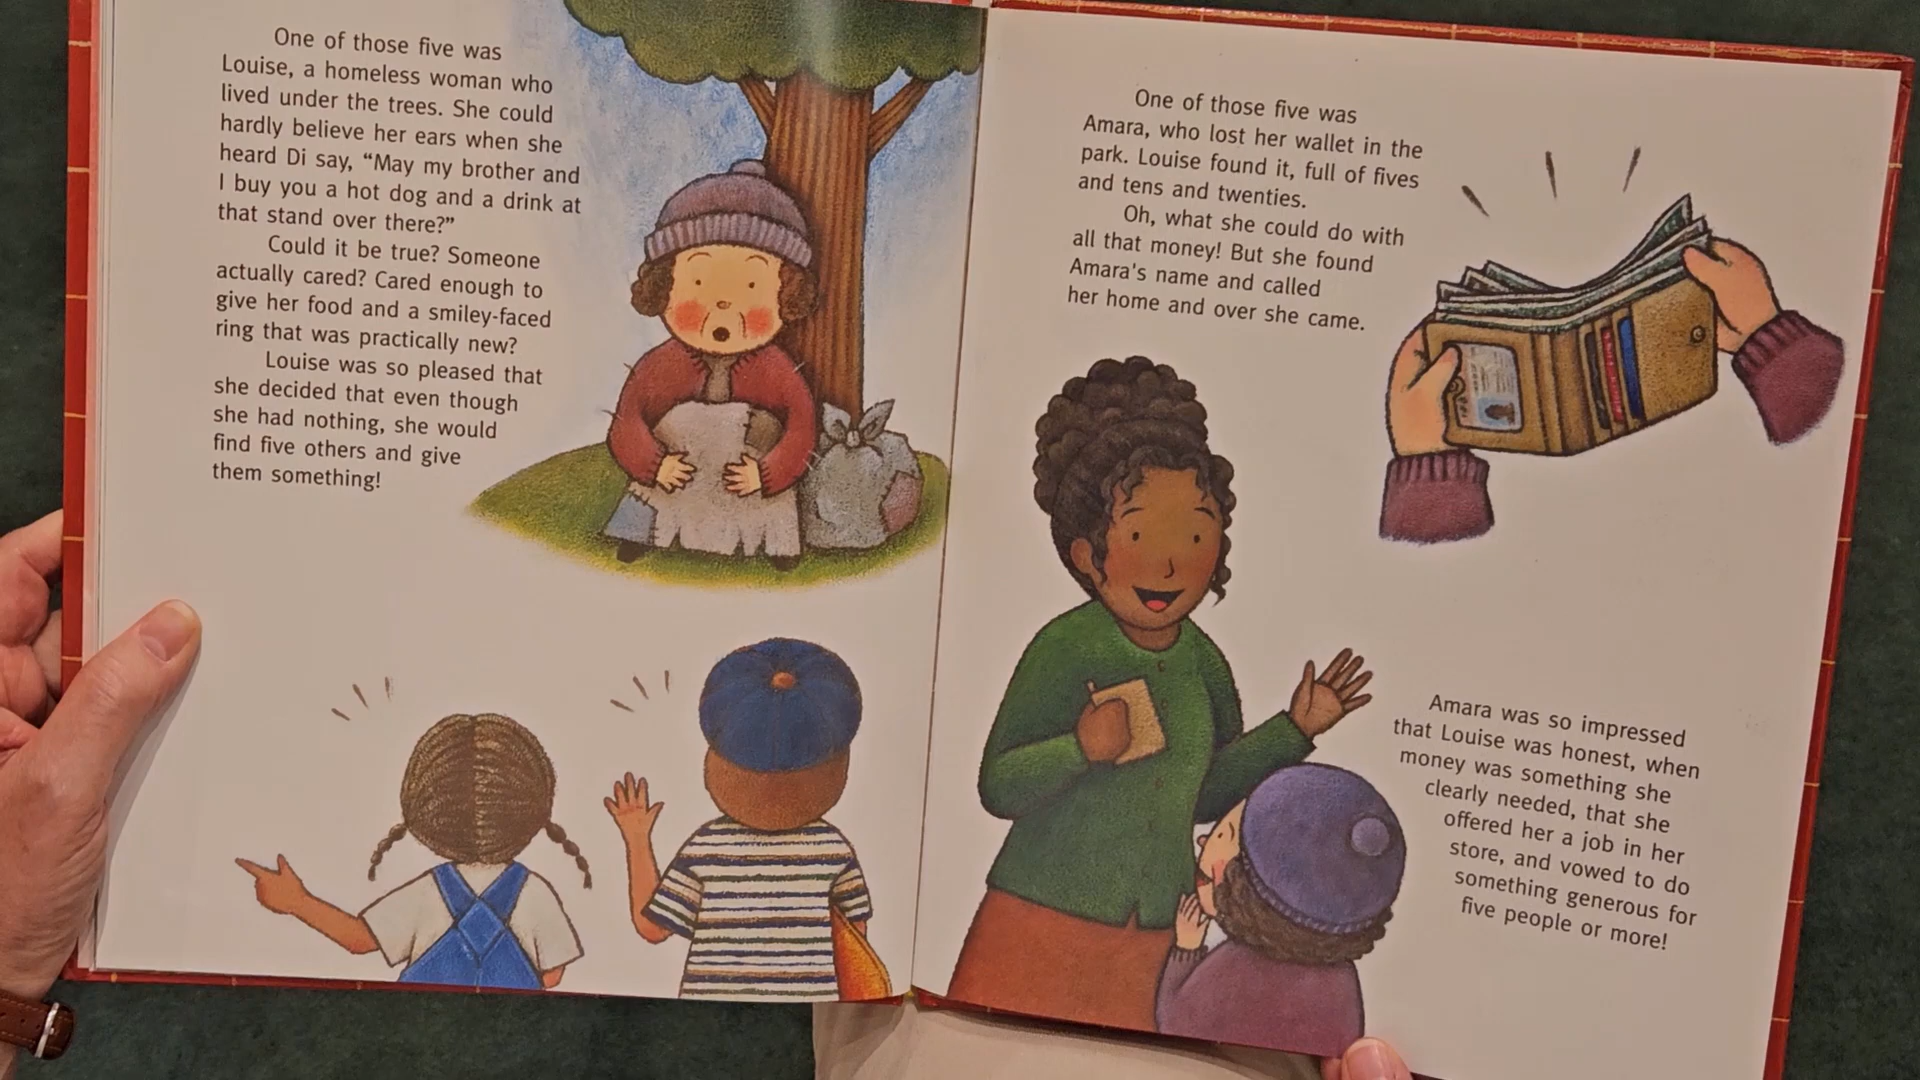 One of those five was
Louise, a homeless woman who
lived under the trees. She could
hardly believe her ears when she
heard Di say, “May my brother and
I buy you a hot dog and a drink at
that stand over there?”
Could it be true? Someone
actually cared? Cared enough to
give her food and a smiley-faced
ring that was practically new?
Louise was so pleased that
she decided that even though
she had nothing, she would
find five others and give
them something!
One of those five was
Amara, who lost her wallet in the
park. Louise found it, full of fives
and tens and twenties.
Oh, what she could do with
all that money! But she found
Amara's name and called
her home and over she came.
Amara was so impressed
that Louise was honest, when
money was something she
clearly needed, that she
offered her a job in her
store, and vowed to do
something generous for
five people or more!